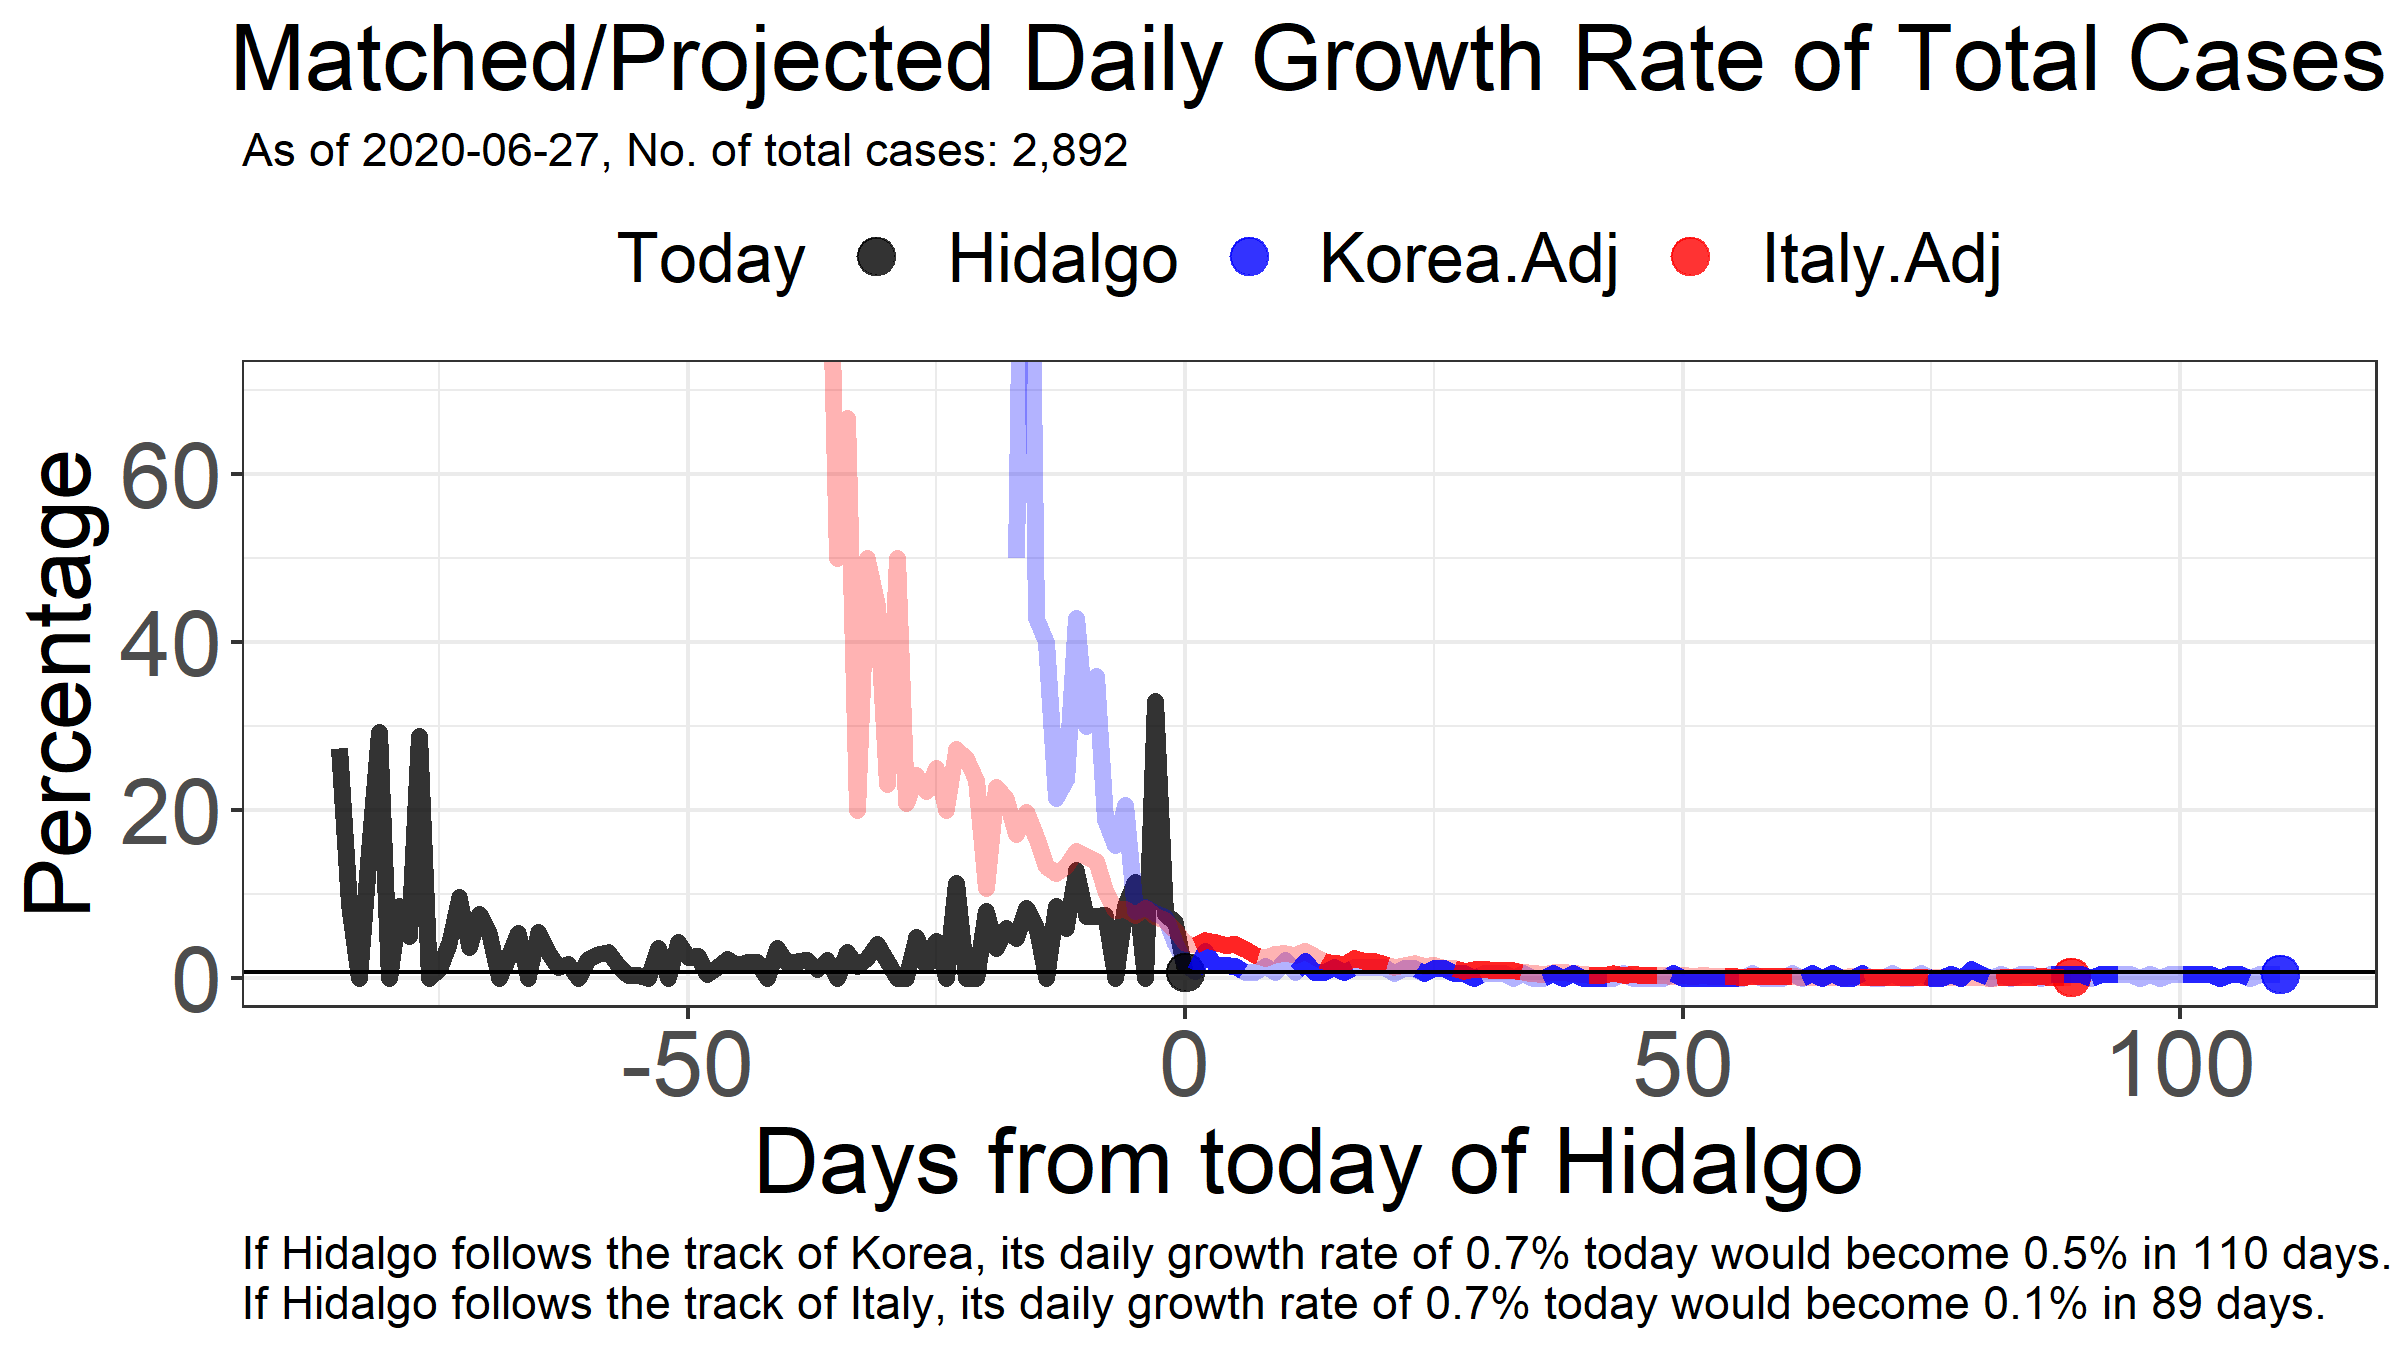 Matched/Projected Daily Growth Rate of Total Cases
As of 2020-06-27, No. of total cases: 2,892
Today Hidalgo Korea.Adj Italy.Adj
Percentage
60
40
20
0
-50 0 50 100
Days from today of Hidalgo
If Hidalgo follows the track of Korea, its daily growth rate of 0.7% today would become 0.5% in 110 days.
If Hidalgo follows the track of Italy, its daily growth rate of 0.7% today would become 0.1% in 89 days.